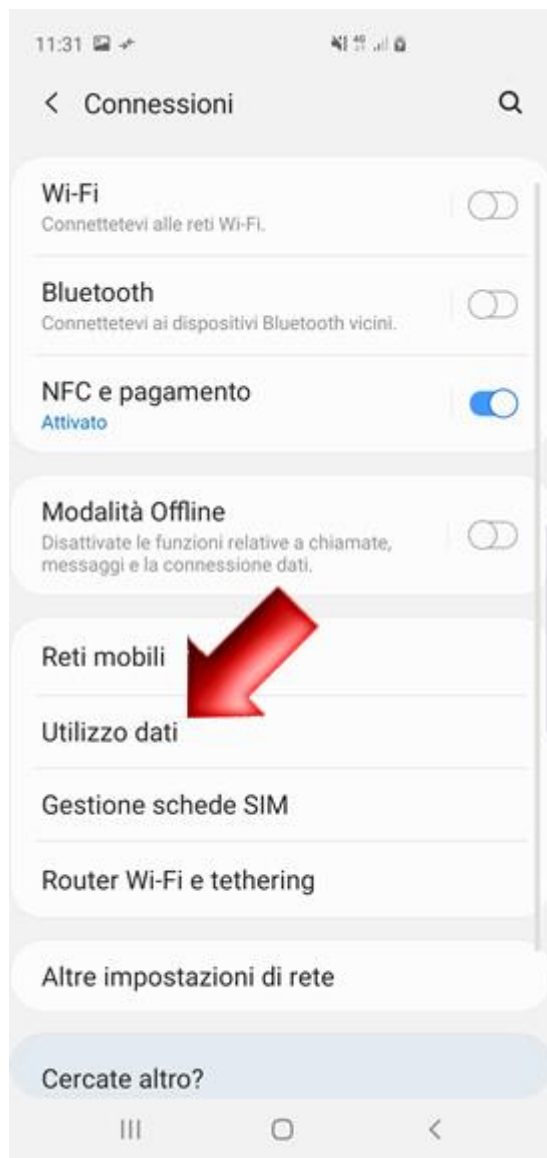 11:31
Connessioni
Wi-Fi
Connettetevi alle reti Wi-Fi.
Bluetooth
Connettetevi ai dispositivi Bluetooth vicini.
NFC e pagamento
Attivato
Modalità Offline
Disattivate le funzioni relative a chiamate,
messaggi e la connessione dati.
Reti mobili
Utilizzo dati
Gestione schede SIM
Router Wi-Fi e tethering
Altre impostazioni di rete
Cercate altro?